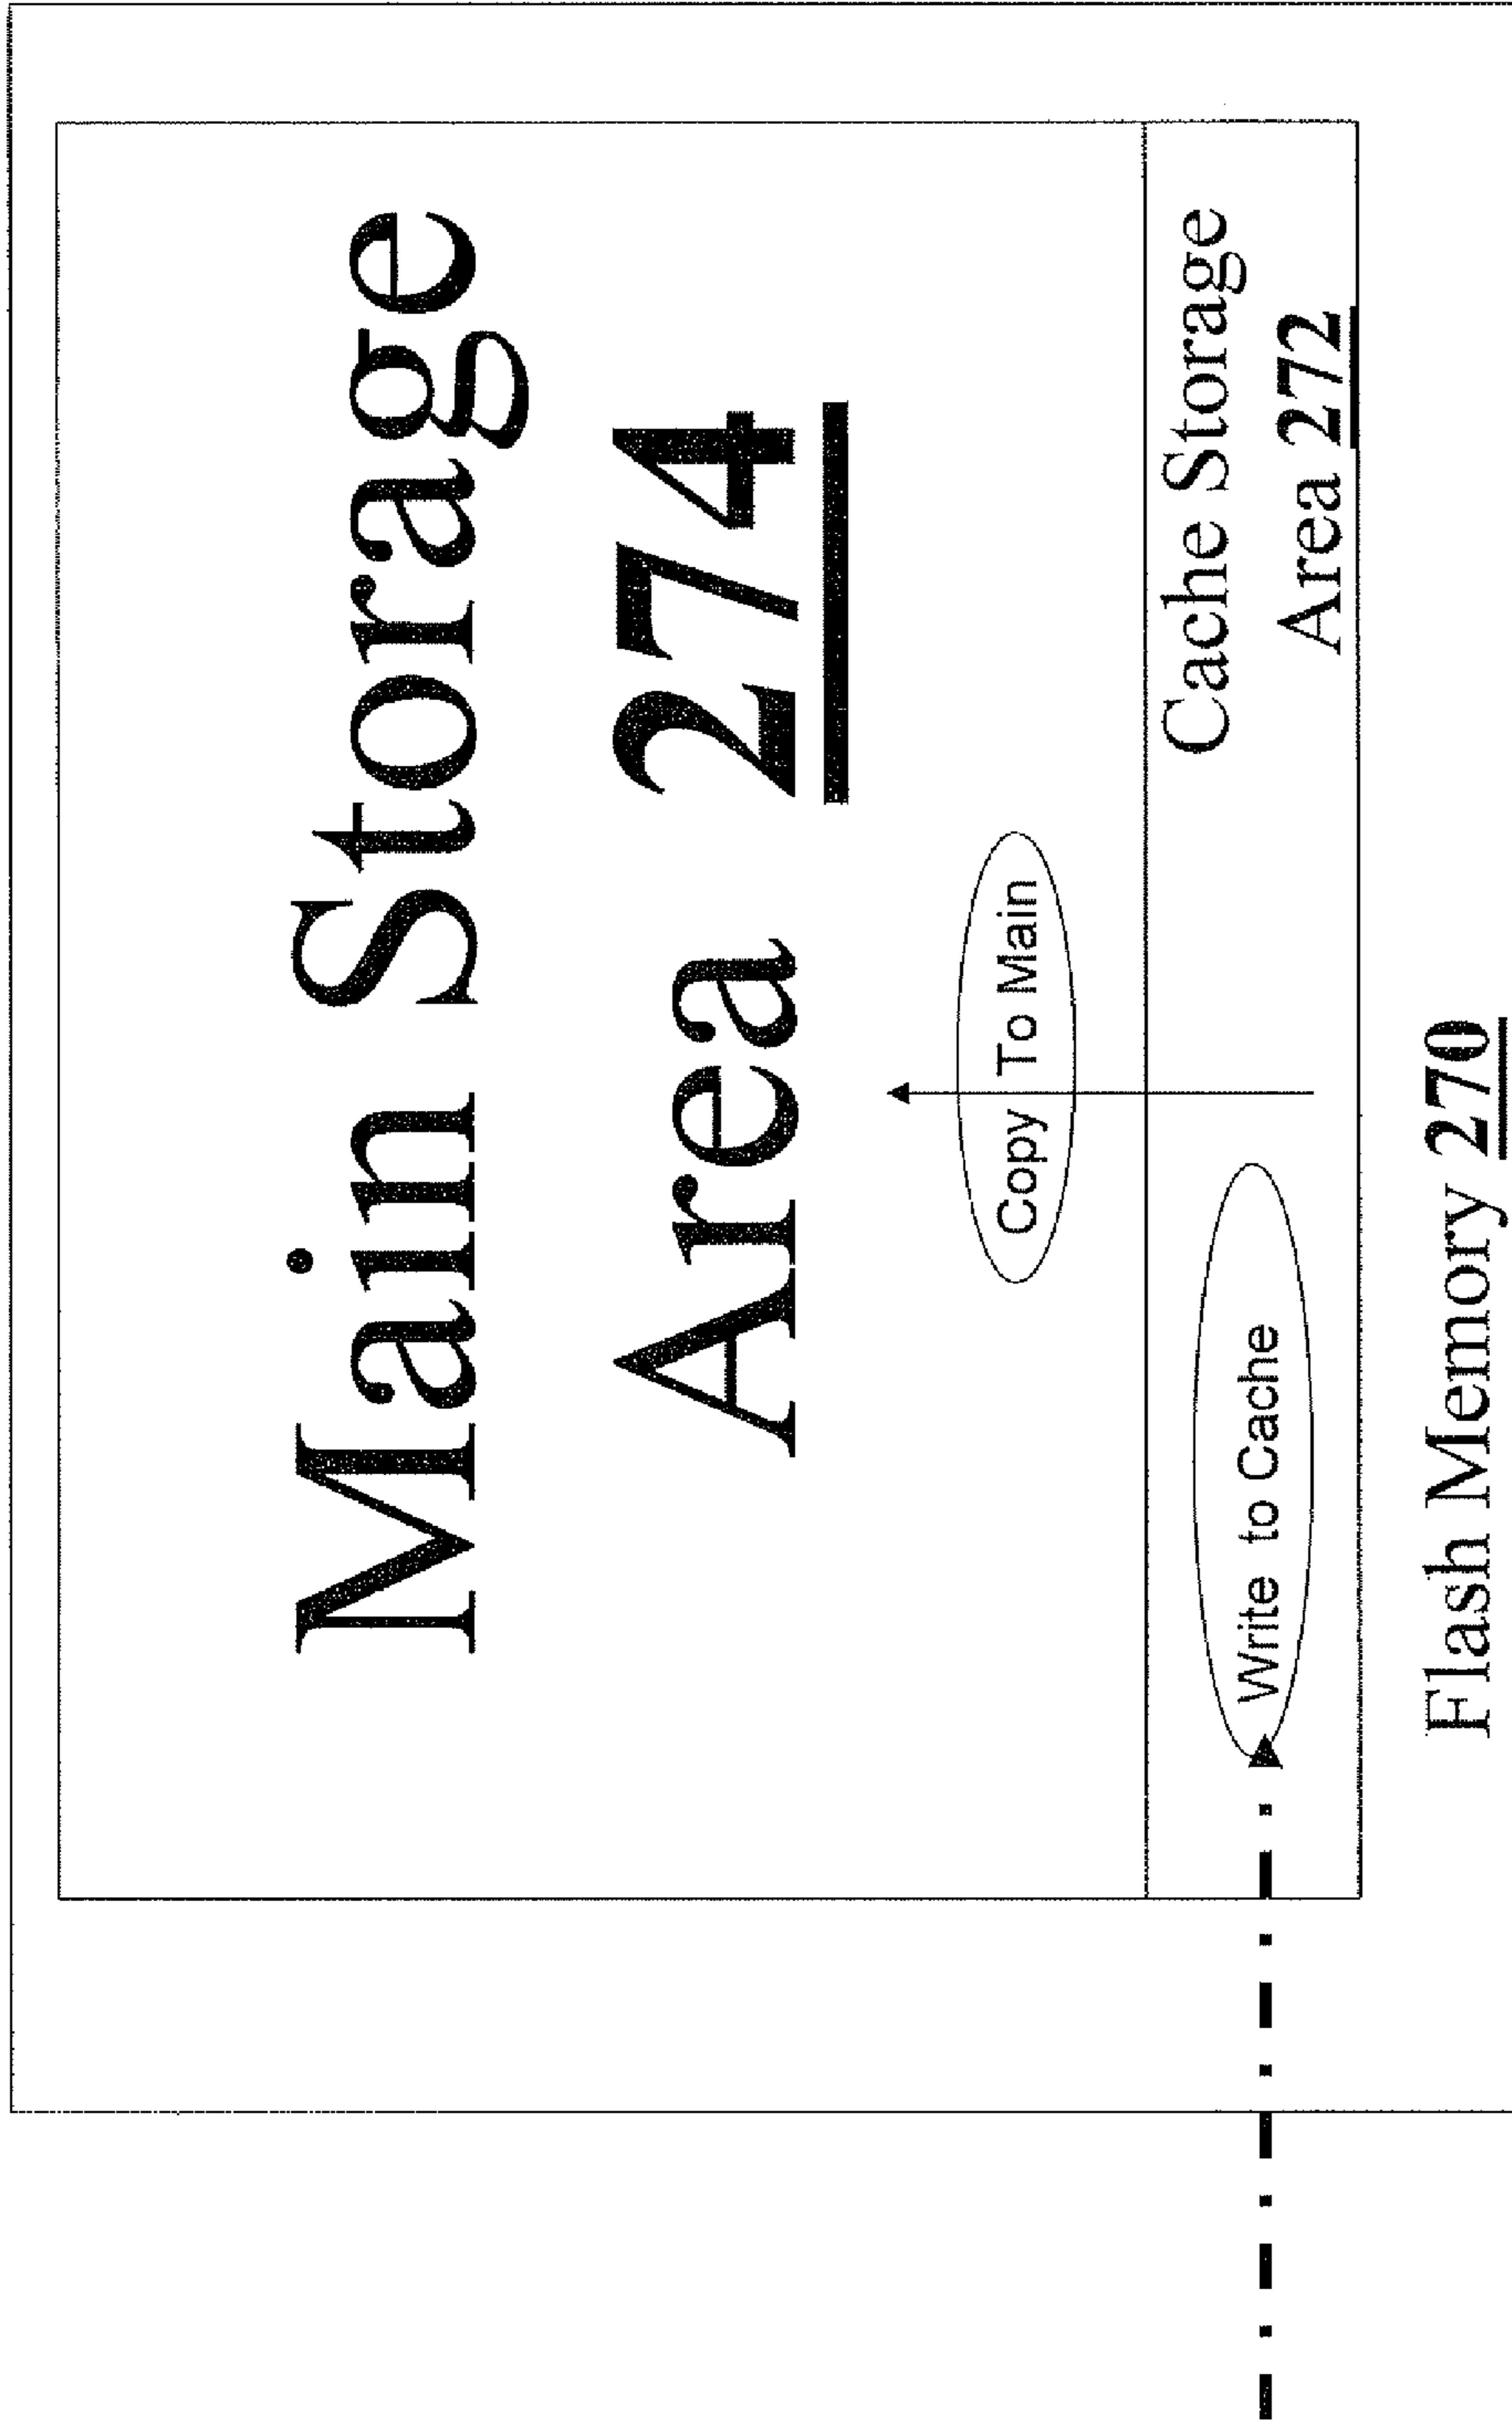 Main Storage
Area 274
Copy To Main
Cache Storage
Area 272
Write to Cache
Flash Memory 270